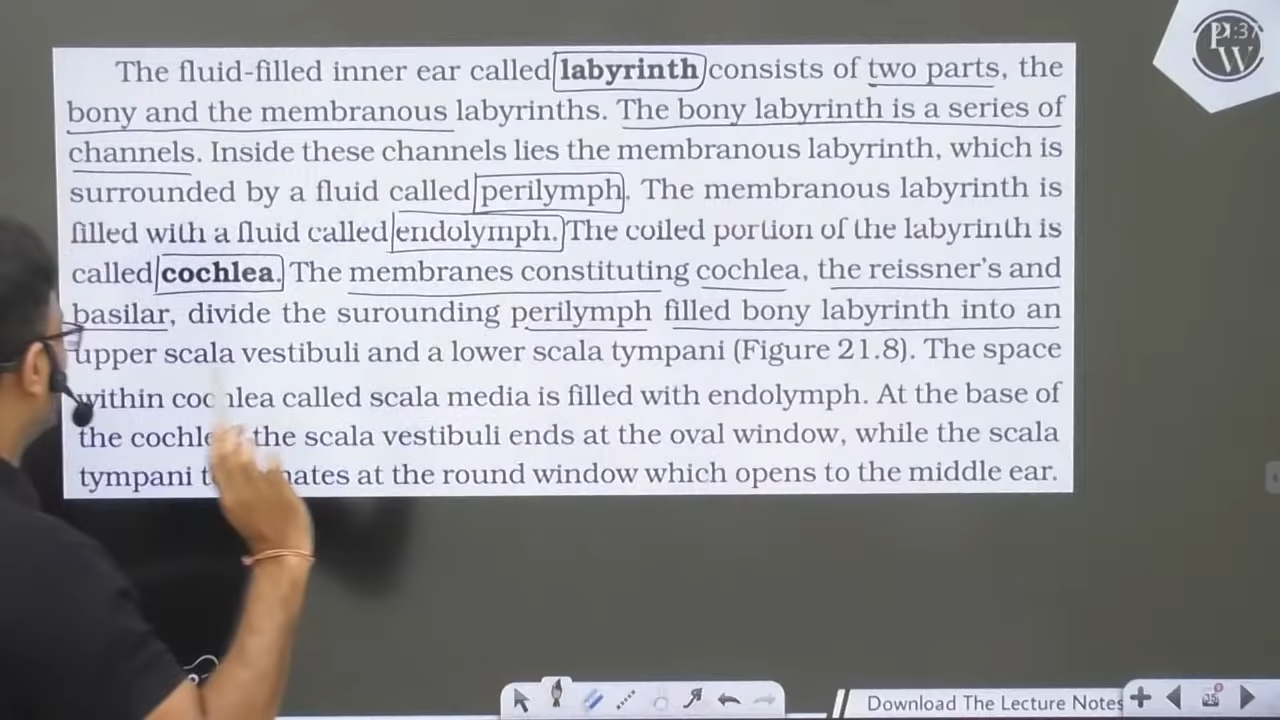 The fluid-filled inner ear called labyrinth consists of two parts, the
bony and the membranous labyrinths. The bony labyrinth is a series of
channels. Inside these channels lies the membranous labyrinth, which is
surrounded by a fluid called perilymph. The membranous labyrinth is
filled with a fluid called endolymph. The coiled portion of the labyrinth is
called cochlea. The membranes constituting cochlea, the reissner's and
basilar, divide the surounding perilymph filled bony labyrinth into an
upper scala vestibuli and a lower scala tympani (Figure 21.8). The space
within cochlea called scala media is filled with endolymph. At the base of
the the scala vestibuli ends at the oval window, while the scala
tympani at the round window which opens to the middle ear.
PW
Download The Lecture Notes